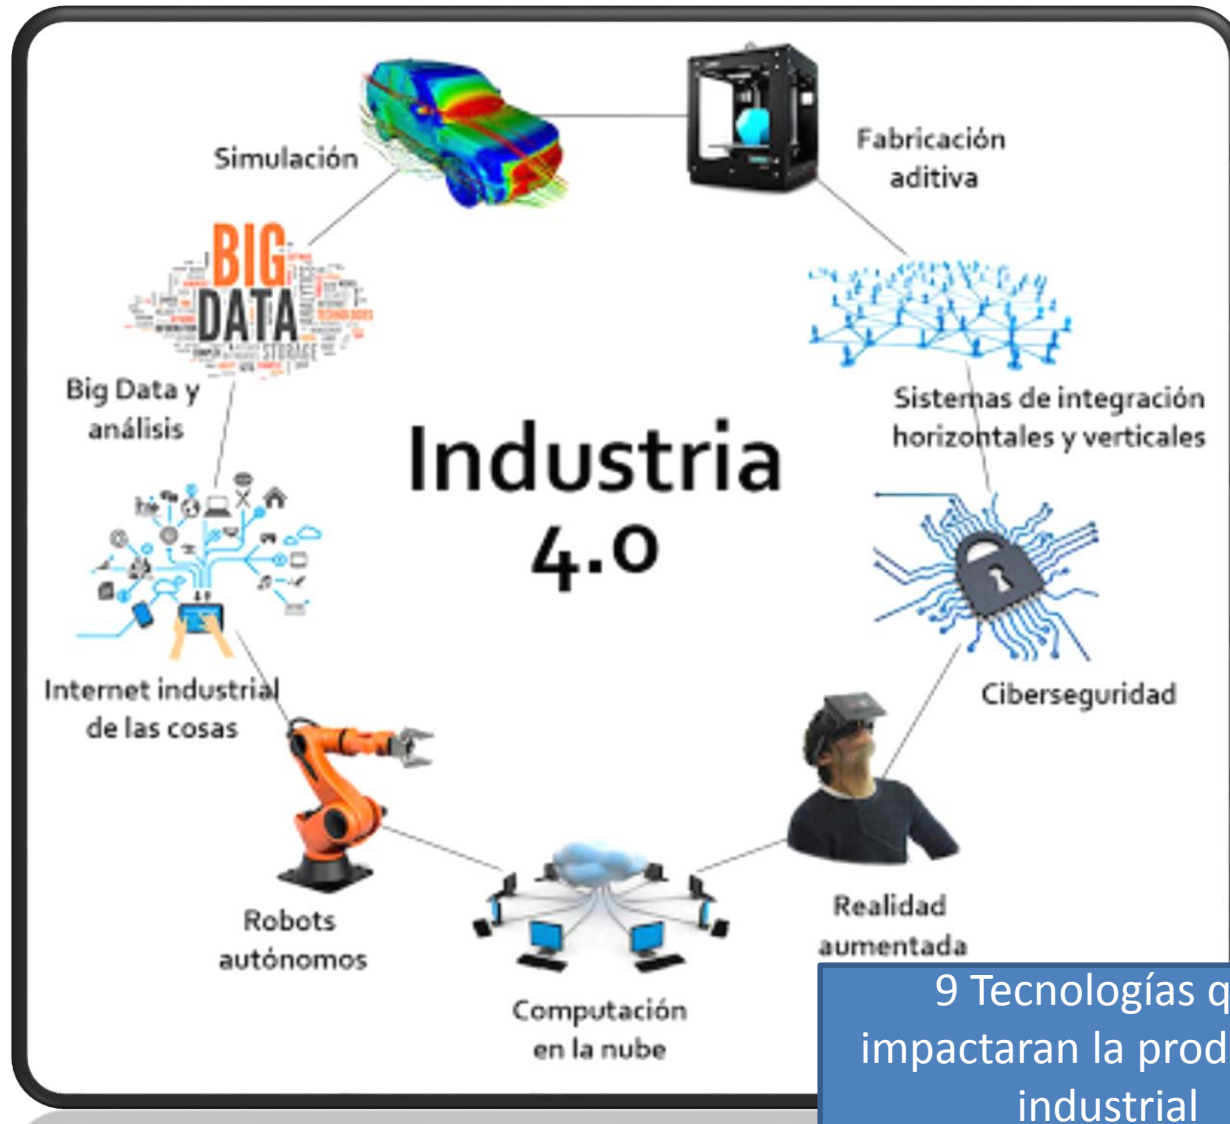 Simulación
Fabricación
aditiva
BIG
DATA
STORAGE
Big Data y
análisis
Sistemas de integración
horizontales y verticales
Industria
4.0
Internet industrial
de las cosas
Ciberseguridad
Robots
autónomos
Realidad
aumentada
Computación
en la nube
9 Tecnologías q
impactaran la prod
industrial